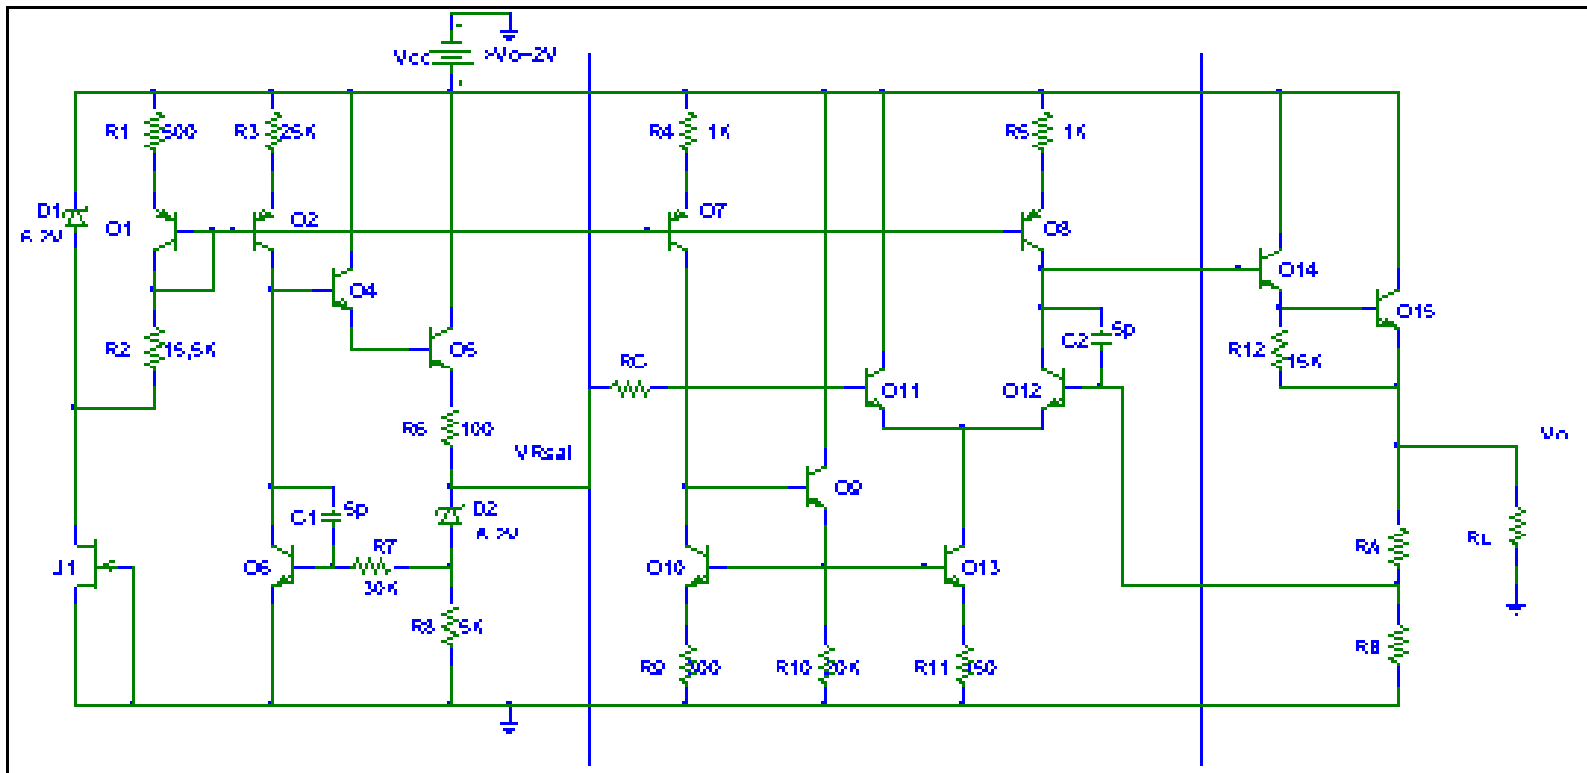 Vcc
>Vo-2V
R1 500
R3 25K
R4 1K
R5 1K
D1
Q1
Q2
Q7
Q8
Q4
Q14
Q15
R2
Q5
RC
C2 5p
R12 15K
Q11
Q12
R6 100
VRsal
Vo
D2
Q9
C1 5p
R7
30K
J1
Q6
Q10
Q13
RA
RL
R8 5K
R9
R10 20K
R11
RB